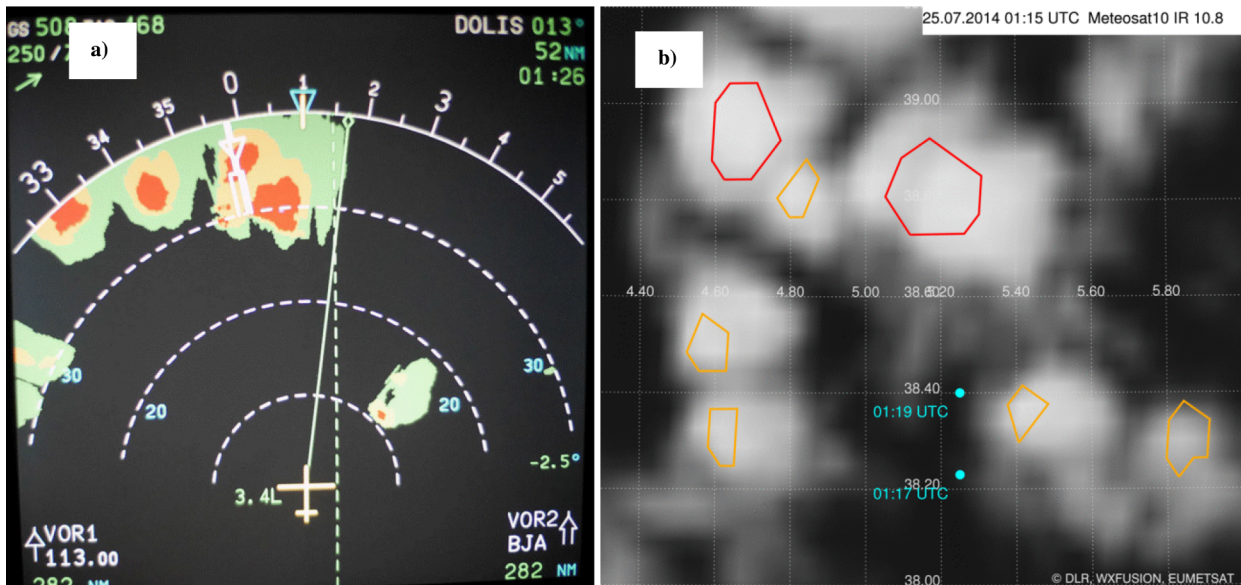 a)
GS 508 468
250/
DOLIS 013°
52NM
01:26
33
34
35
0
1
2
3
4
5
30
20
20
30
-2.5°
3.4L
VOR1
113.00
282 NM
VOR2
BJA
282 NM
b)
25.07.2014 01:15 UTC Meteosat10 IR 10.8
39.00
4.40
4.60
4.80
5.00
5.40
5.80
38.40
01:19 UTC
38.20
01:17 UTC
38.00
© DLR, WXFUSION, EUMETSAT